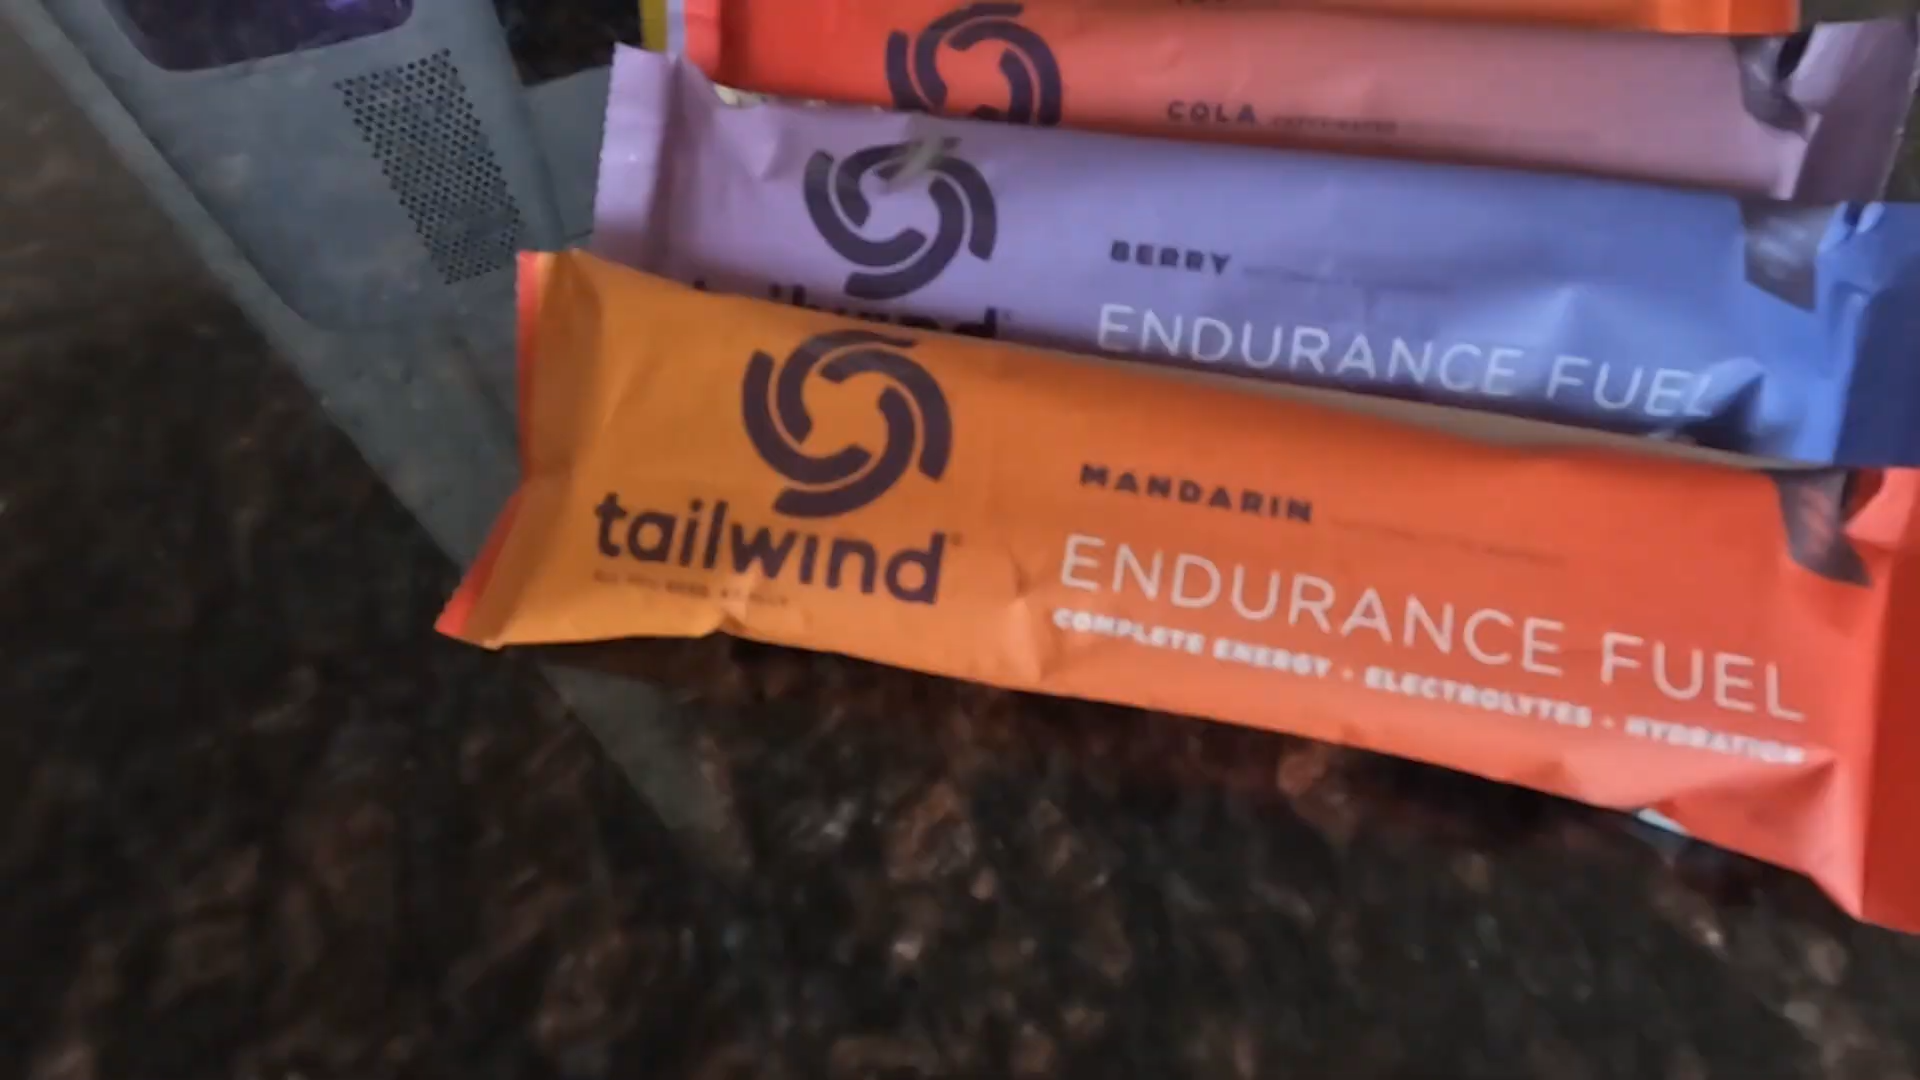 COLA
BERRY
ENDURANCE FUEL
MANDARIN
tailwind
ENDURANCE FUEL
COMPLETE ENERGY • ELECTROLYTES • HYDRATION